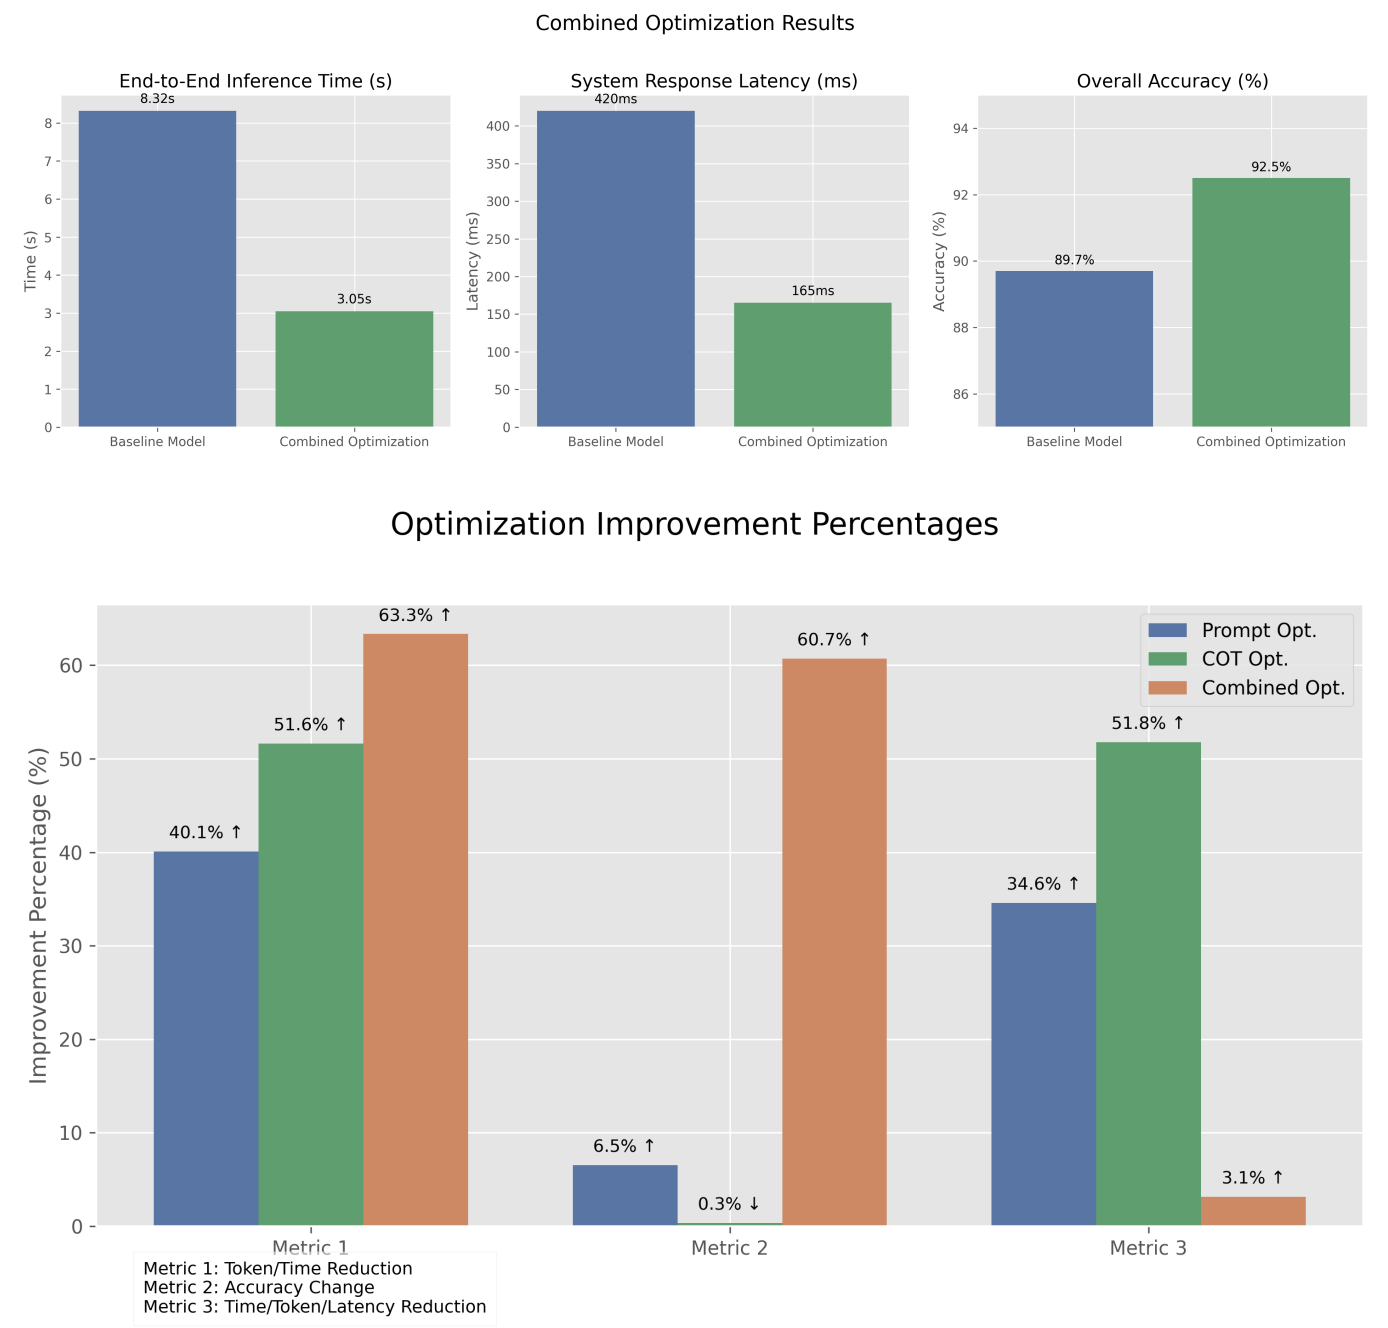 Combined Optimization Results
End-to-End Inference Time (s)
8.32s
3.05s
Time (s)
8
7
6
5
4
3
2
1
0
Baseline Model
Combined Optimization
System Response Latency (ms)
420ms
165ms
Latency (ms)
400
350
300
250
200
150
100
50
0
Baseline Model
Combined Optimization
Overall Accuracy (%)
89.7%
92.5%
Accuracy (%)
94
92
90
88
86
Baseline Model
Combined Optimization
Optimization Improvement Percentages
Improvement Percentage (%)
60
50
40
30
20
10
0
40.1% ↑
51.6% ↑
63.3% ↑
6.5% ↑
0.3% ↓
60.7% ↑
34.6% ↑
51.8% ↑
3.1% ↑
Prompt Opt.
COT Opt.
Combined Opt.
Metric 1
Metric 2
Metric 3
Metric 1: Token/Time Reduction
Metric 2: Accuracy Change
Metric 3: Time/Token/Latency Reduction